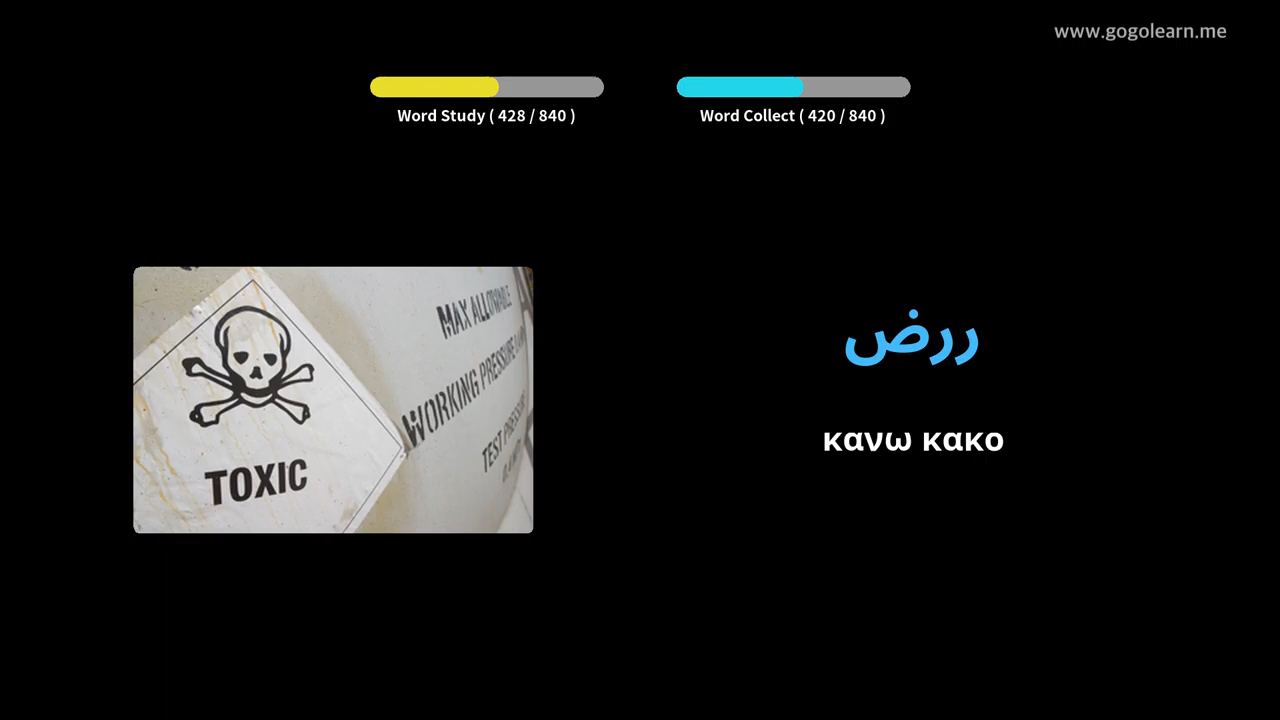 www.gogolearn.me
Word Study ( 428 / 840 )
Word Collect ( 420 / 840 )
MAX ALLOWABLE
WORKING PRESSURE
TEST PRESSURE
TOXIC
ررض
κανω κακο